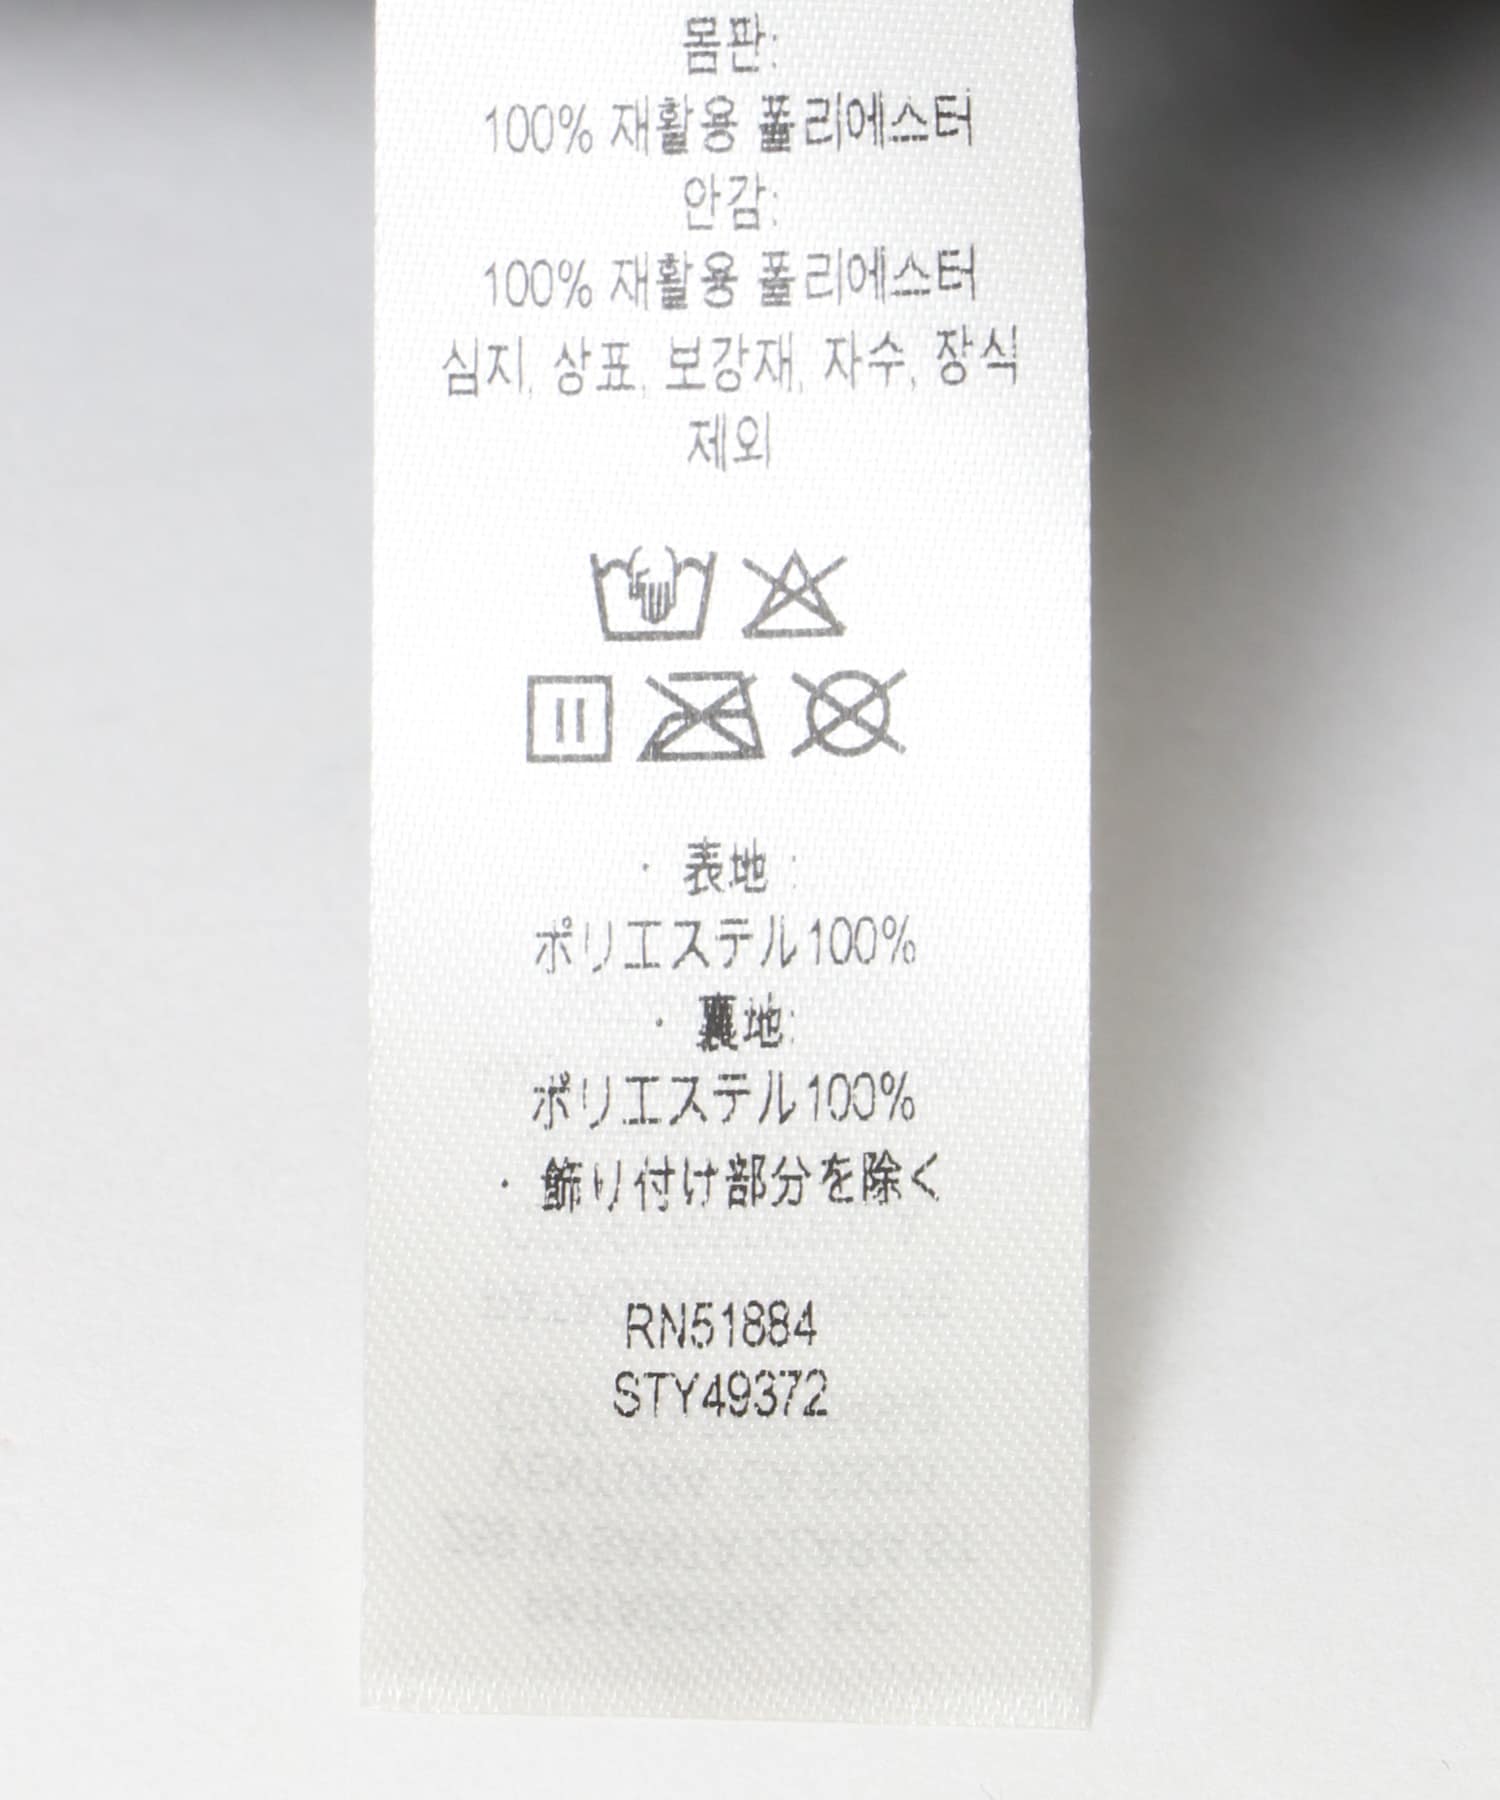 몸판:
100% 재활용 폴리에스터
안감:
100% 재활용 폴리에스터
심지, 상표, 보강재, 자수, 장식
제외
・表地：
ポリエステル100%
・裏地:
ポリエステル100%
・飾り付け部分を除く
RN51884
STY49372